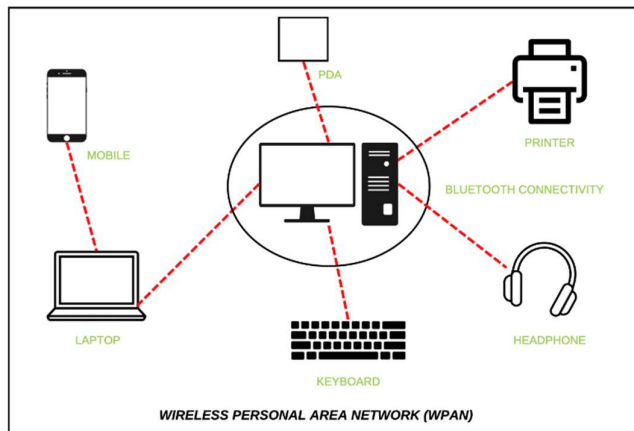 PDA
MOBILE
PRINTER
BLUETOOTH CONNECTIVITY
LAPTOP
HEADPHONE
KEYBOARD
WIRELESS PERSONAL AREA NETWORK (WPAN)